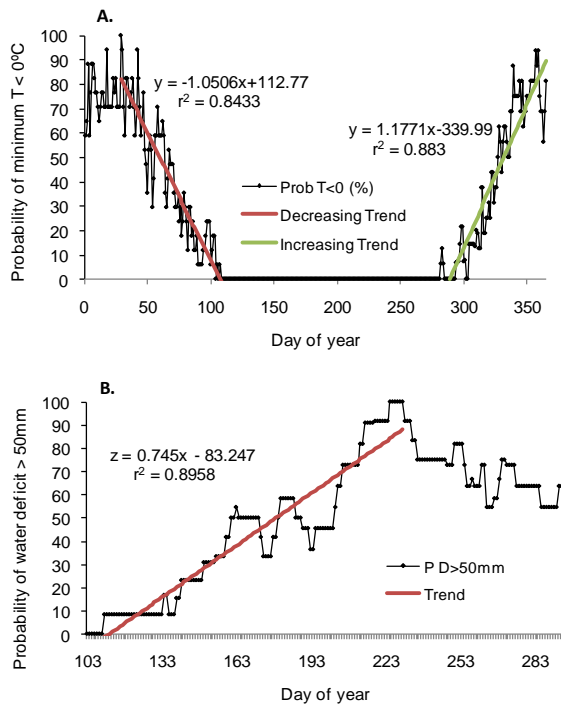 A.
Probability of minimum T < 0ºC
100
90
80
70
60
50
40
30
20
10
0
y = -1.0506x+112.77
r² = 0.8433
y = 1.1771x-339.99
r² = 0.883
Prob T<0 (%)
Decreasing Trend
Increasing Trend
0 50 100 150 200 250 300 350
Day of year
B.
Probability of water deficit > 50mm
100
90
80
70
60
50
40
30
20
10
0
z = 0.745x - 83.247
r² = 0.8958
P D>50mm
Trend
103 133 163 193 223 253 283
Day of year